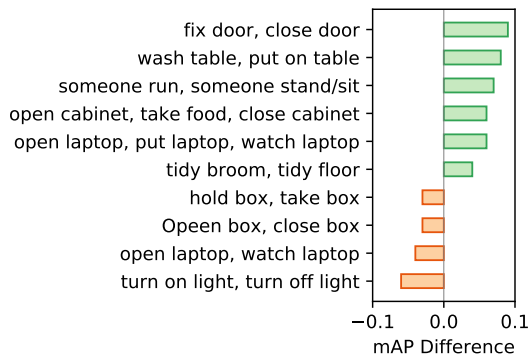 fix door, close door
wash table, put on table
someone run, someone stand/sit
open cabinet, take food, close cabinet
open laptop, put laptop, watch laptop
tidy broom, tidy floor
hold box, take box
Opeen box, close box
open laptop, watch laptop
turn on light, turn off light
−0.1 0.0 0.1
mAP Difference